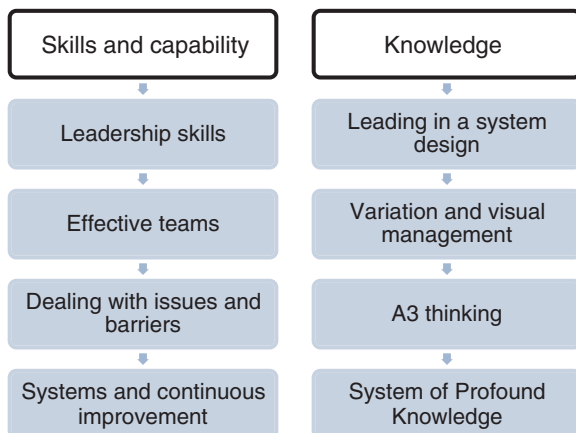 Skills and capability
Leadership skills
Effective teams
Dealing with issues and
barriers
Systems and continuous
improvement
Knowledge
Leading in a system
design
Variation and visual
management
A3 thinking
System of Profound
Knowledge